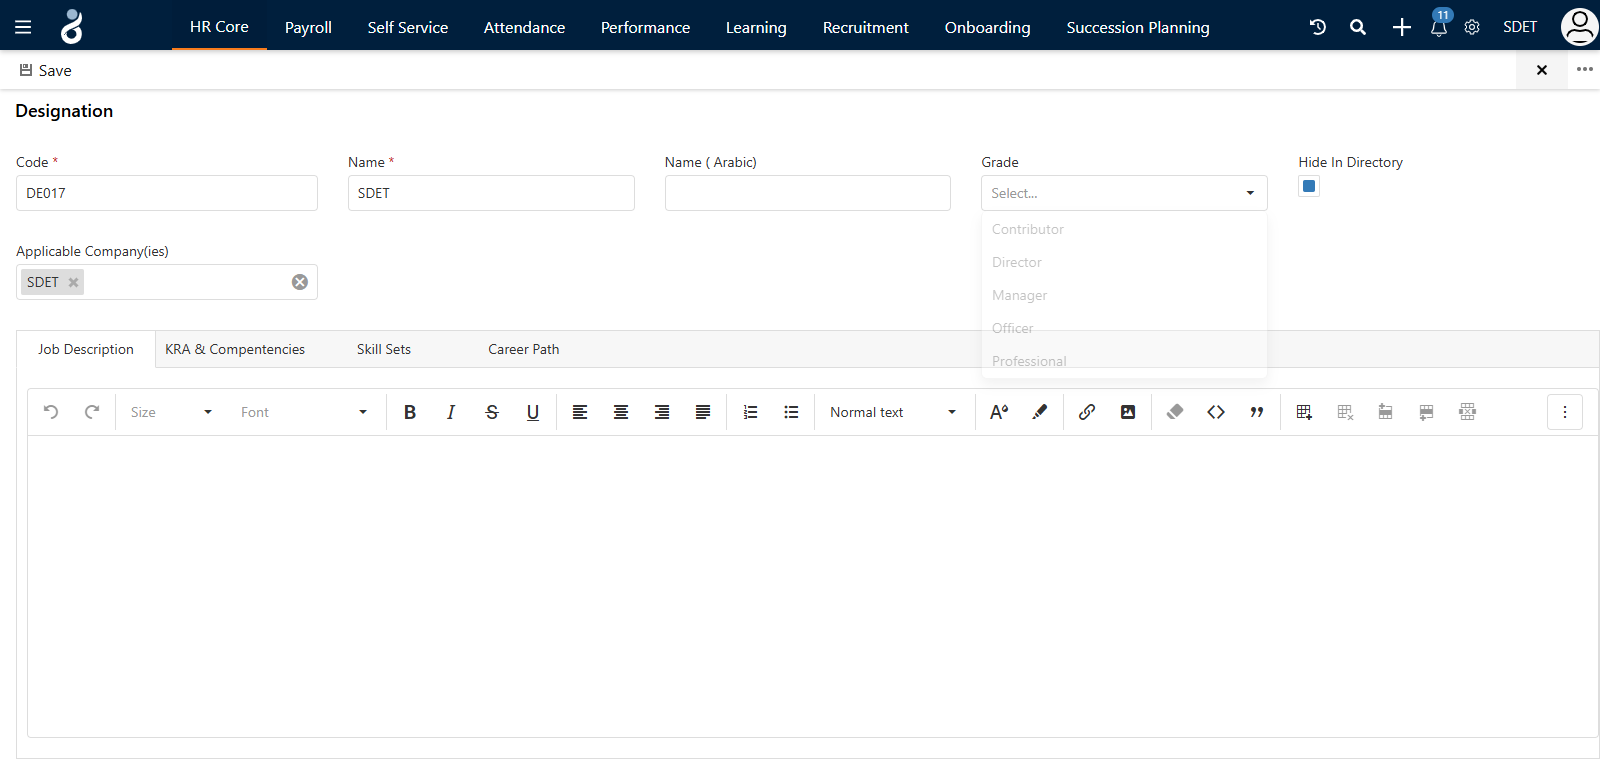 HR Core Payroll Self Service Attendance Performance Learning Recruitment Onboarding Succession Planning 11 SDET
Save
Designation
Code * Name * Name ( Arabic) Grade Hide In Directory
DE017 SDET Select...
Contributor
Applicable Company(ies)
Director
SDET
Manager
Officer
Job Description KRA & Compentencies Skill Sets Career Path
Professional
Size Font B I S U Normal text